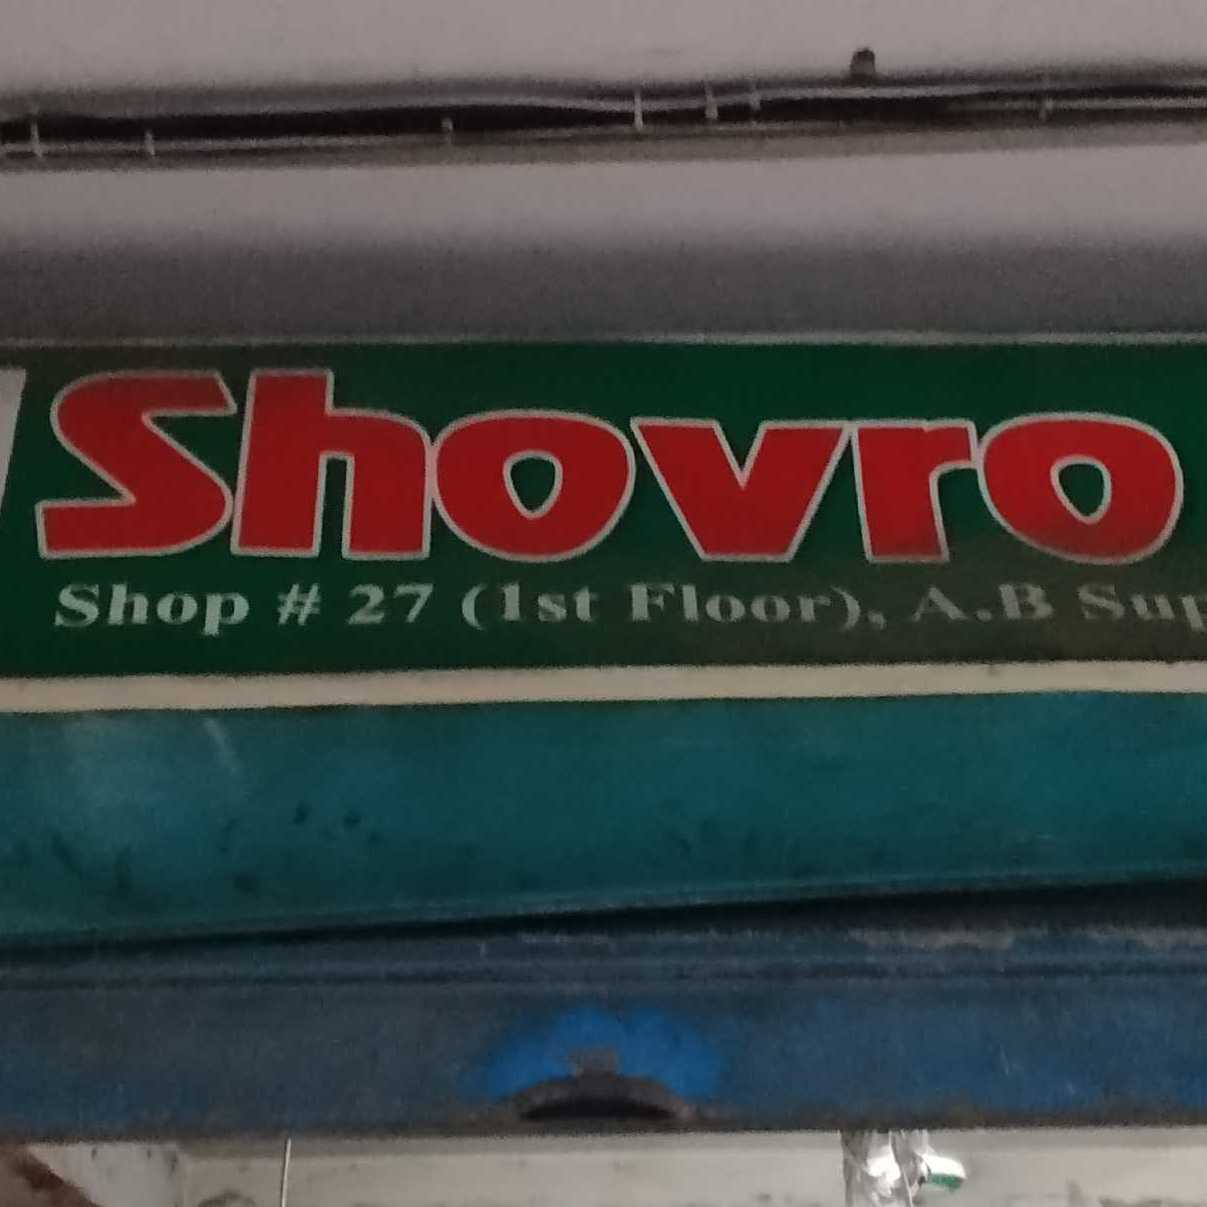 Shovro
Shop # 27 (1st Floor), A.B